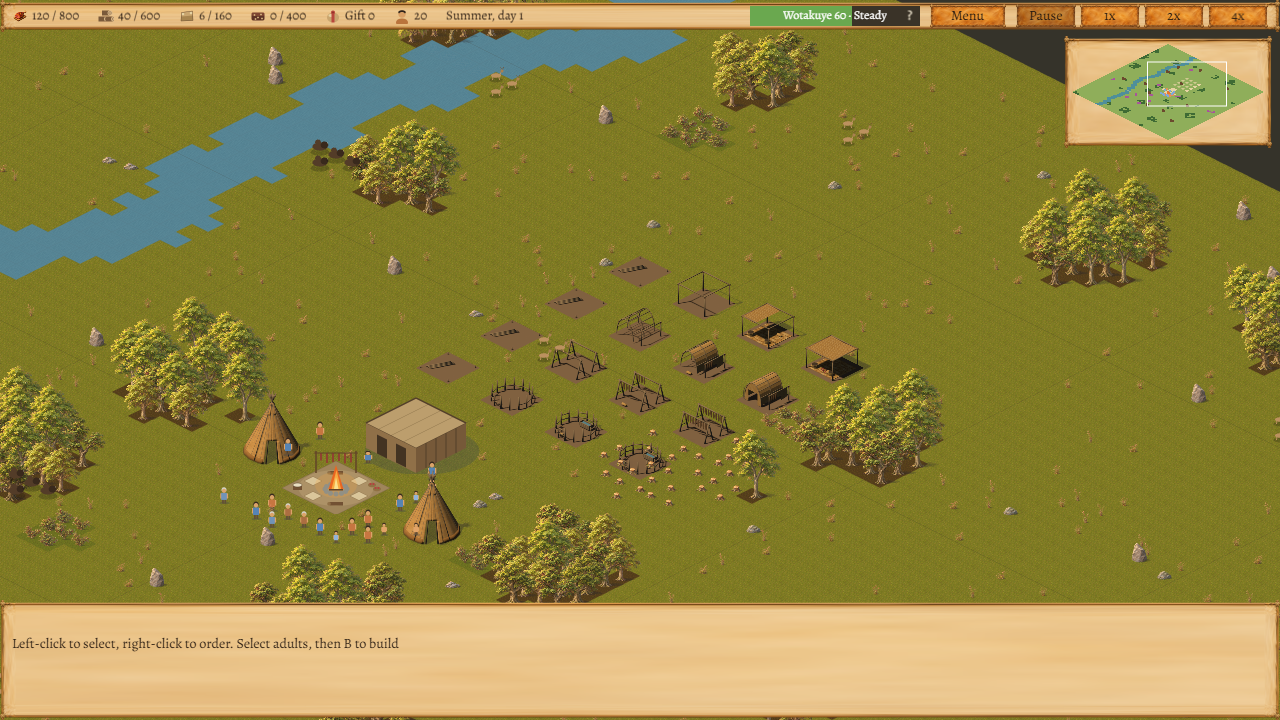 120 / 800 40 / 600 6 / 160 0 / 400 Gift 0 20 Summer, day 1 Wotakuye 60 - Steady ? Menu Pause 1x 2x 4x
Left-click to select, right-click to order. Select adults, then B to build